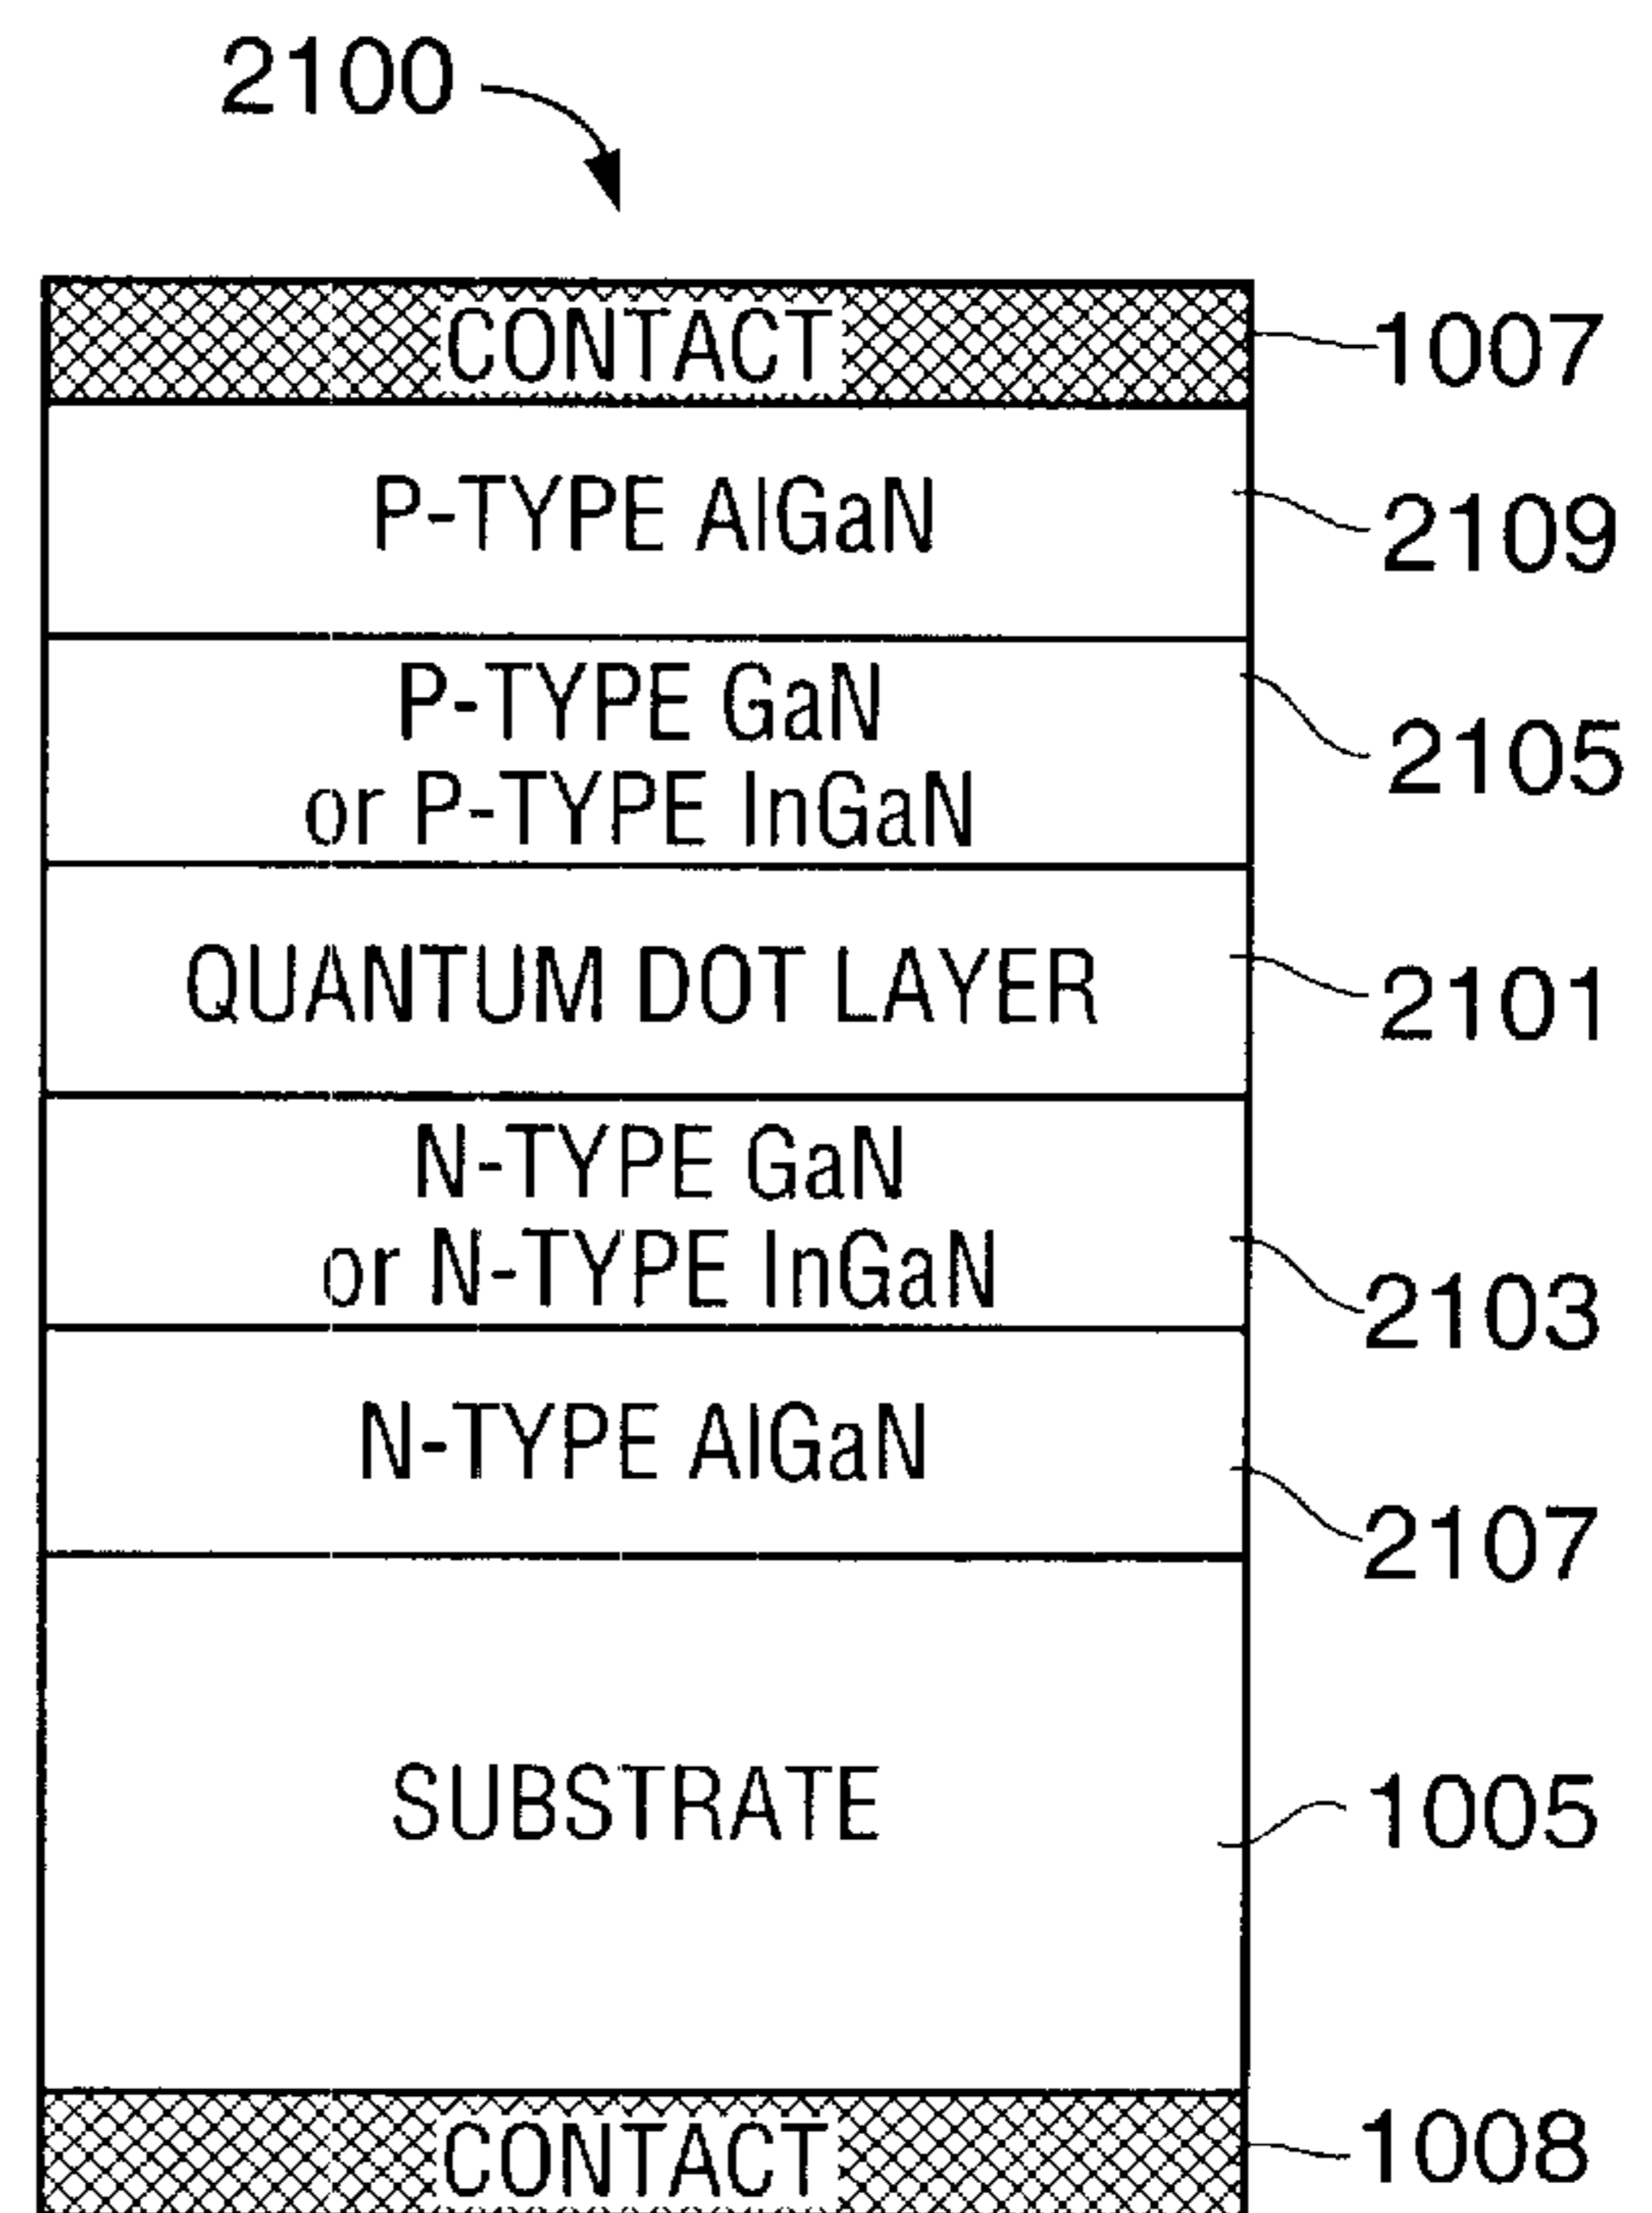 2100
CONTACT
1007
P-TYPE AlGaN
2109
P-TYPE GaN
or P-TYPE InGaN
2105
QUANTUM DOT LAYER
2101
N-TYPE GaN
or N-TYPE InGaN
2103
N-TYPE AlGaN
2107
SUBSTRATE
1005
CONTACT
1008